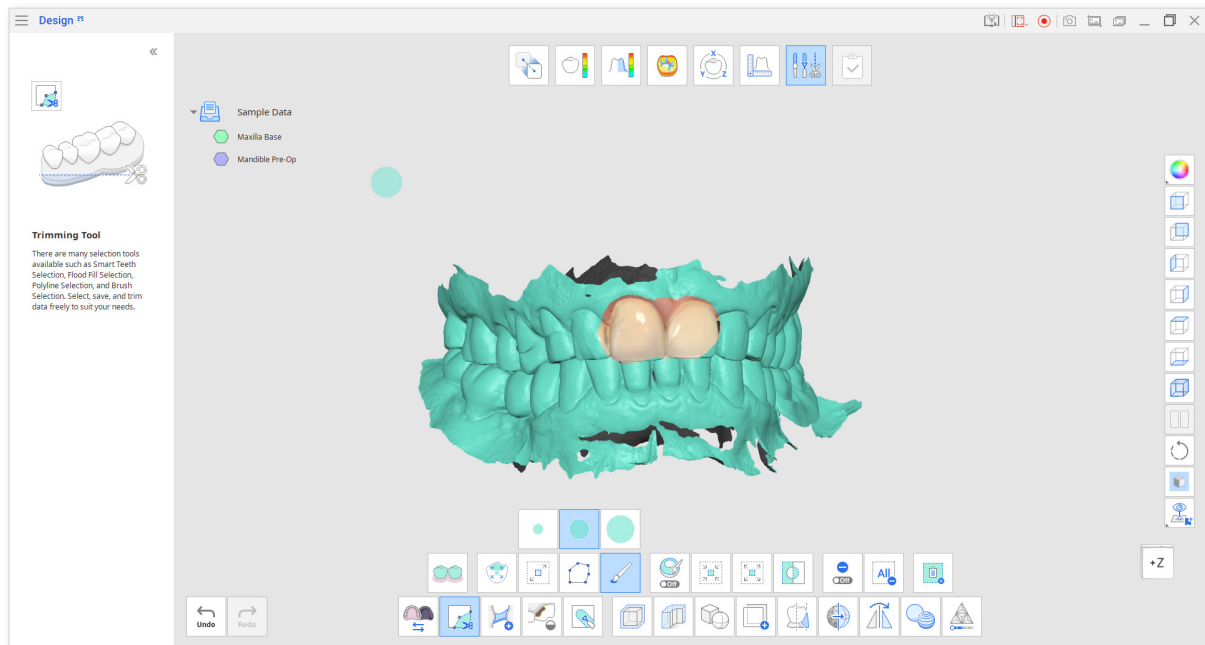 Design
Sample Data
Maxilla Base
Mandible Pre-Op
Trimming Tool
There are many selection tools
available such as Smart Teeth
Selection, Flood Fill Selection,
Polyline Selection, and Brush
Selection. Select, save, and trim
data freely to suit your needs.
X
Y
Z
Off
Off
All
+Z
Undo
Redo